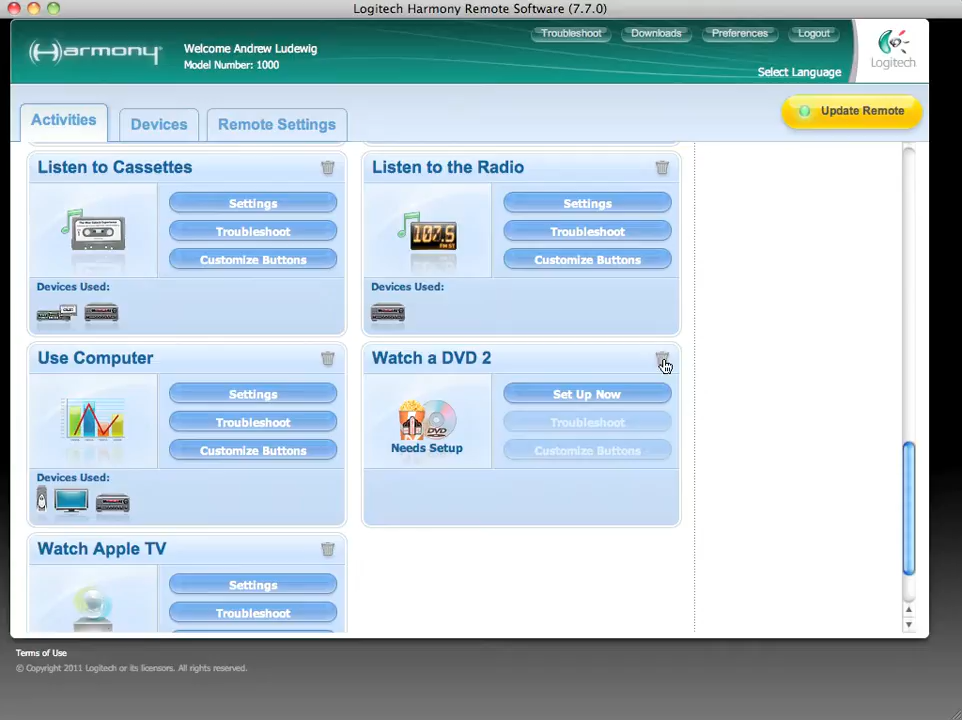 Logitech Harmony Remote Software (7.7.0)
Harmony
Welcome Andrew Ludewig
Model Number: 1000
Troubleshoot
Downloads
Preferences
Logout
Select Language
Logitech
Activities
Devices
Remote Settings
Update Remote
Listen to Cassettes
Settings
Troubleshoot
Customize Buttons
Devices Used:
Listen to the Radio
107.5
Settings
Troubleshoot
Customize Buttons
Devices Used:
Use Computer
Settings
Troubleshoot
Customize Buttons
Devices Used:
Watch a DVD 2
DVD
Needs Setup
Set Up Now
Troubleshoot
Customize Buttons
Watch Apple TV
Settings
Troubleshoot
Terms of Use
© Copyright 2011 Logitech or its licensors. All rights reserved.